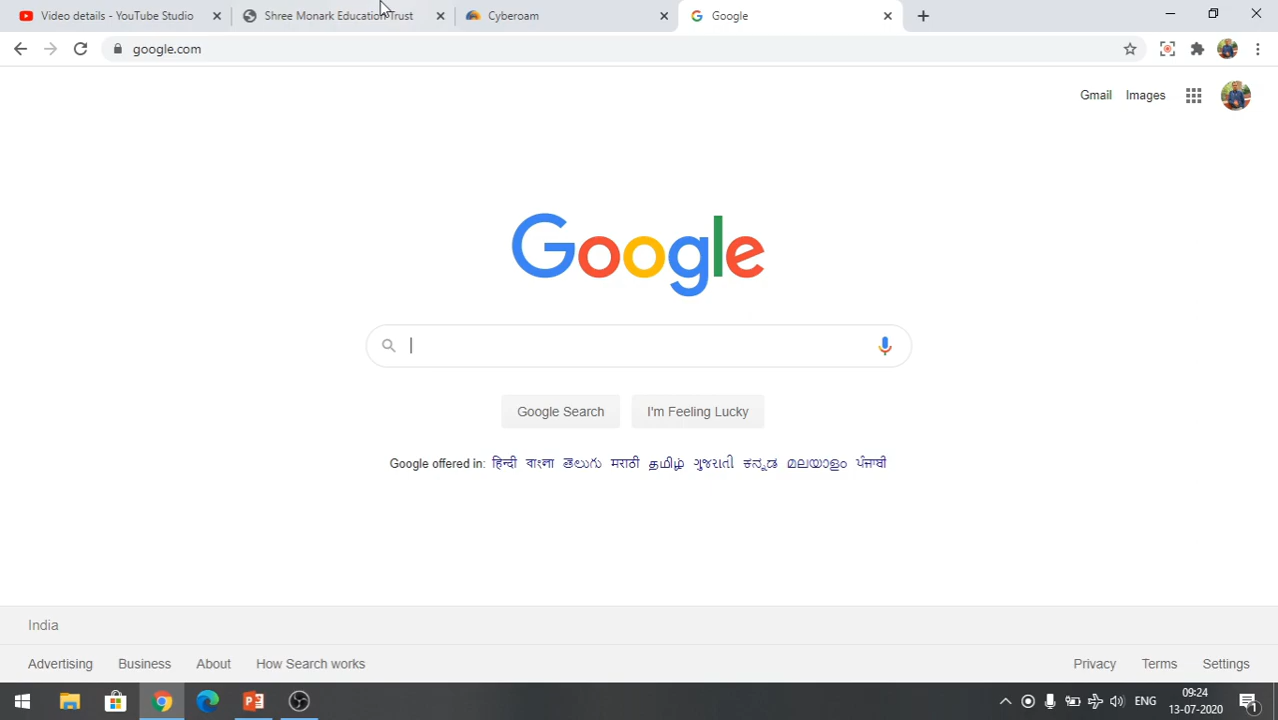 Video details - YouTube Studio Shree Monark Education Trust Cyberoam Google
google.com
Gmail Images
Google
Google Search I'm Feeling Lucky
Google offered in: हिन्दी বাংলা తెలుగు मराठी தமிழ் ગુજરાતી ಕನ್ನಡ മലയാളം ਪੰਜਾਬੀ
India
Advertising Business About How Search works Privacy Terms Settings
ENG 09:24
13-07-2020
1